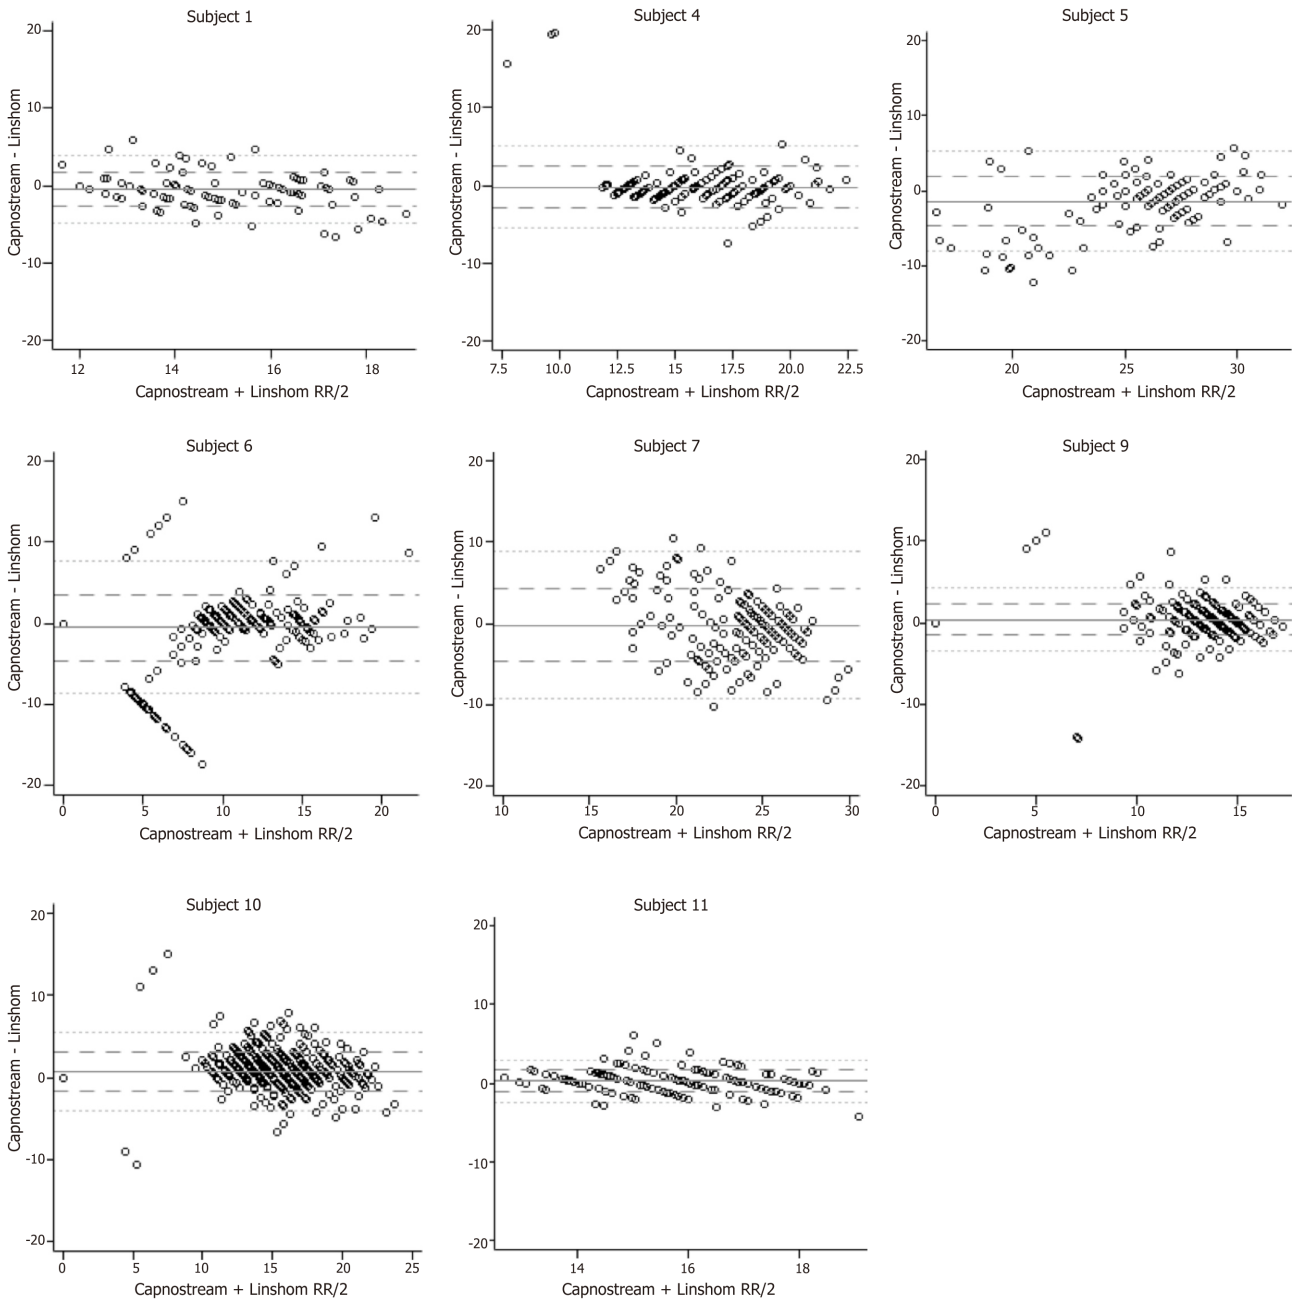 Subject 1
20
10
0
-10
-20
Capnostream - Linshom
12 14 16 18
Capnostream + Linshom RR/2
Subject 4
20
10
0
-10
-20
Capnostream - Linshom
7.5 10.0 12.5 15 17.5 20.0 22.5
Capnostream + Linshom RR/2
Subject 5
20
10
0
-10
-20
Capnostream - Linshom
20 25 30
Capnostream + Linshom RR/2
Subject 6
20
10
0
-10
-20
Capnostream - Linshom
0 5 10 15 20
Capnostream + Linshom RR/2
Subject 7
20
10
0
-10
-20
Capnostream - Linshom
10 15 20 25 30
Capnostream + Linshom RR/2
Subject 9
20
10
0
-10
-20
Capnostream - Linshom
0 5 10 15
Capnostream + Linshom RR/2
Subject 10
20
10
0
-10
-20
Capnostream - Linshom
0 5 10 15 20 25
Capnostream + Linshom RR/2
Subject 11
20
10
0
-10
-20
Capnostream - Linshom
14 16 18
Capnostream + Linshom RR/2